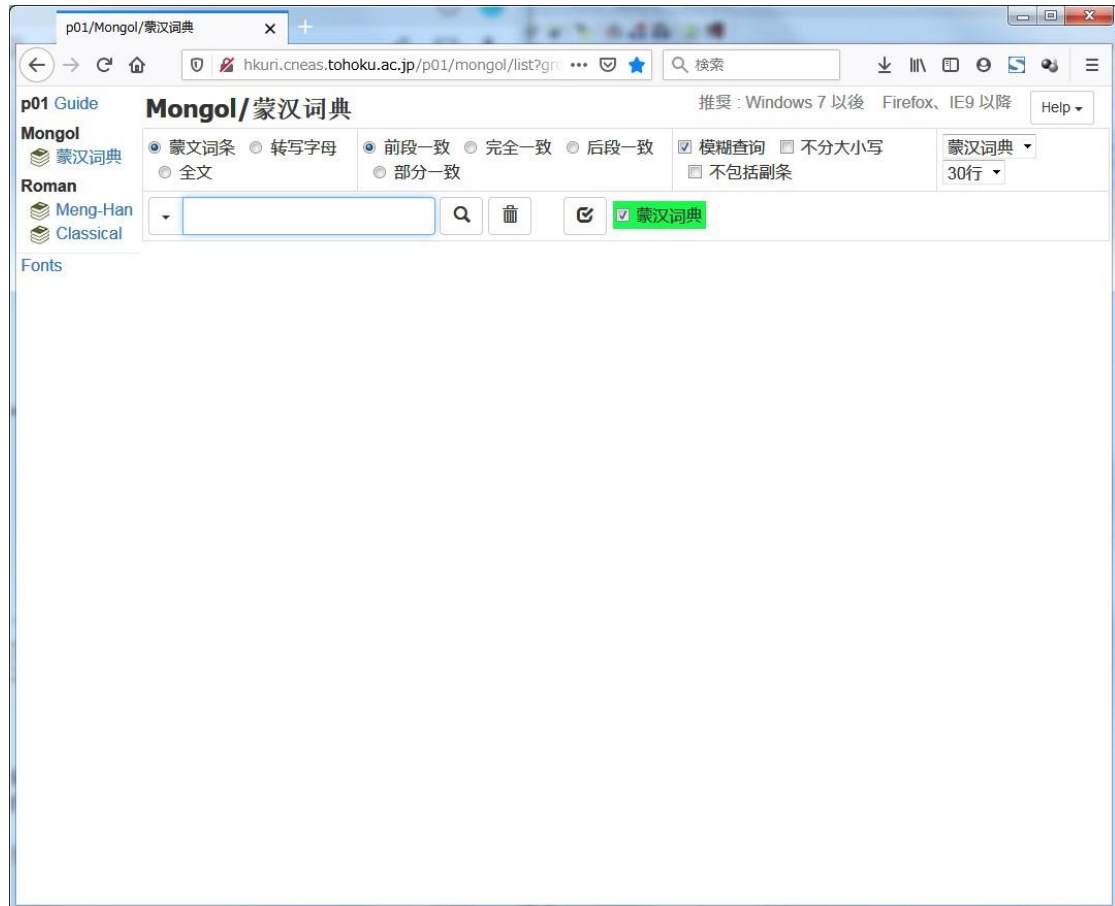 p01/Mongol/蒙汉词典
hkuri.cneas.tohoku.ac.jp/p01/mongol/list?gr
検索
p01 Guide
Mongol/蒙汉词典
推奨 : Windows 7 以後 Firefox、IE9 以降
Help
Mongol
蒙汉词典
Roman
Meng-Han
Classical
Fonts
蒙文词条 转写字母 前段一致 完全一致 后段一致 模糊查询 不分大小写 蒙汉词典
全文 部分一致 不包括副条 30行
蒙汉词典